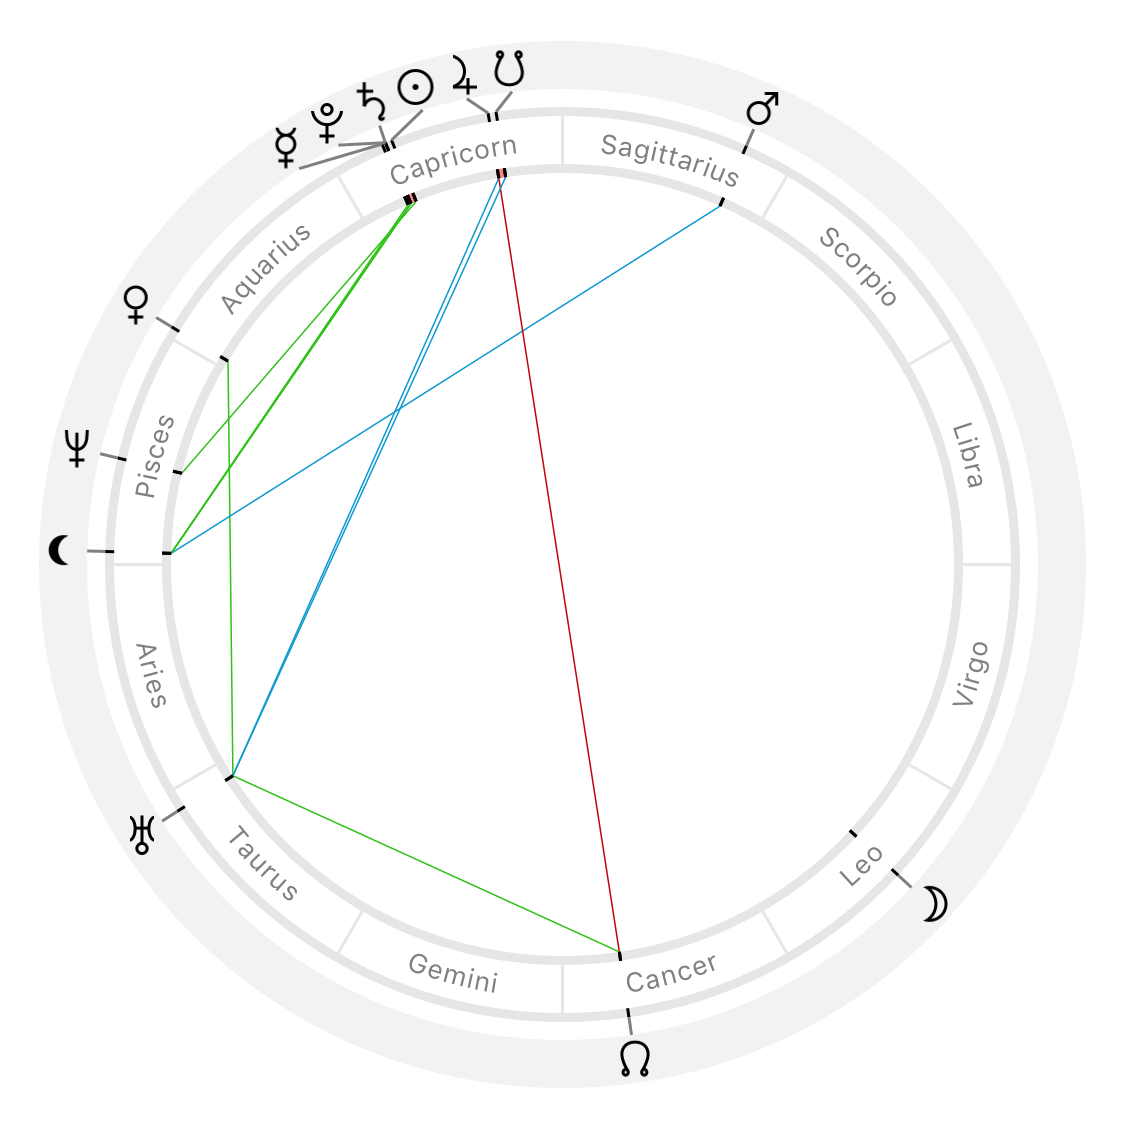 Capricorn
Sagittarius
Scorpio
Libra
Virgo
Leo
Cancer
Gemini
Taurus
Aries
Pisces
Aquarius